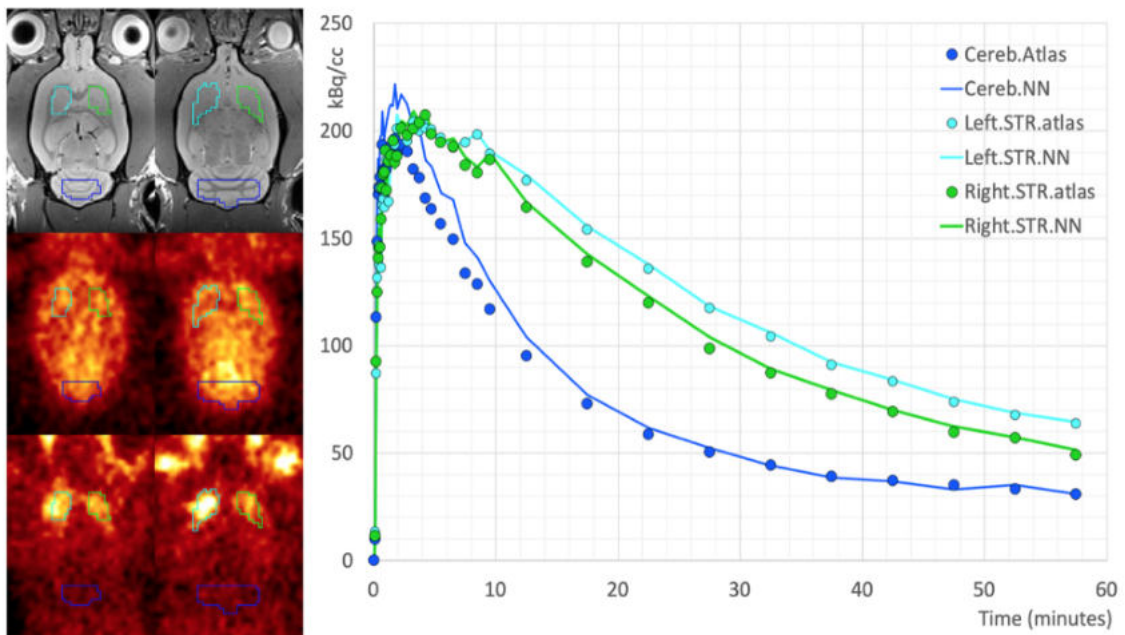 250
kBq/cc
200
150
100
50
0
0
10
20
30
40
50
60
Time (minutes)
Cereb.Atlas
Cereb.NN
Left.STR.atlas
Left.STR.NN
Right.STR.atlas
Right.STR.NN